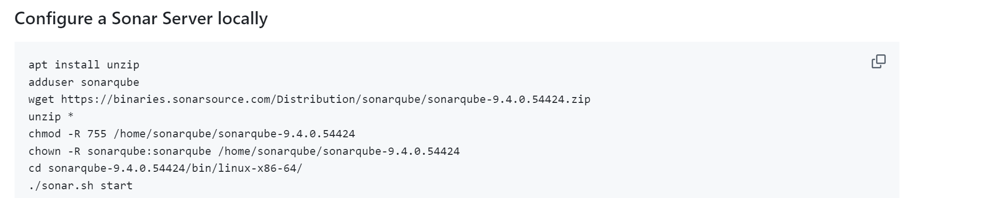 Configure a Sonar Server locally
apt install unzip
adduser sonarqube
wget https://binaries.sonarsource.com/Distribution/sonarqube/sonarqube-9.4.0.54424.zip
unzip *
chmod -R 755 /home/sonarqube/sonarqube-9.4.0.54424
chown -R sonarqube:sonarqube /home/sonarqube/sonarqube-9.4.0.54424
cd sonarqube-9.4.0.54424/bin/linux-x86-64/
./sonar.sh start